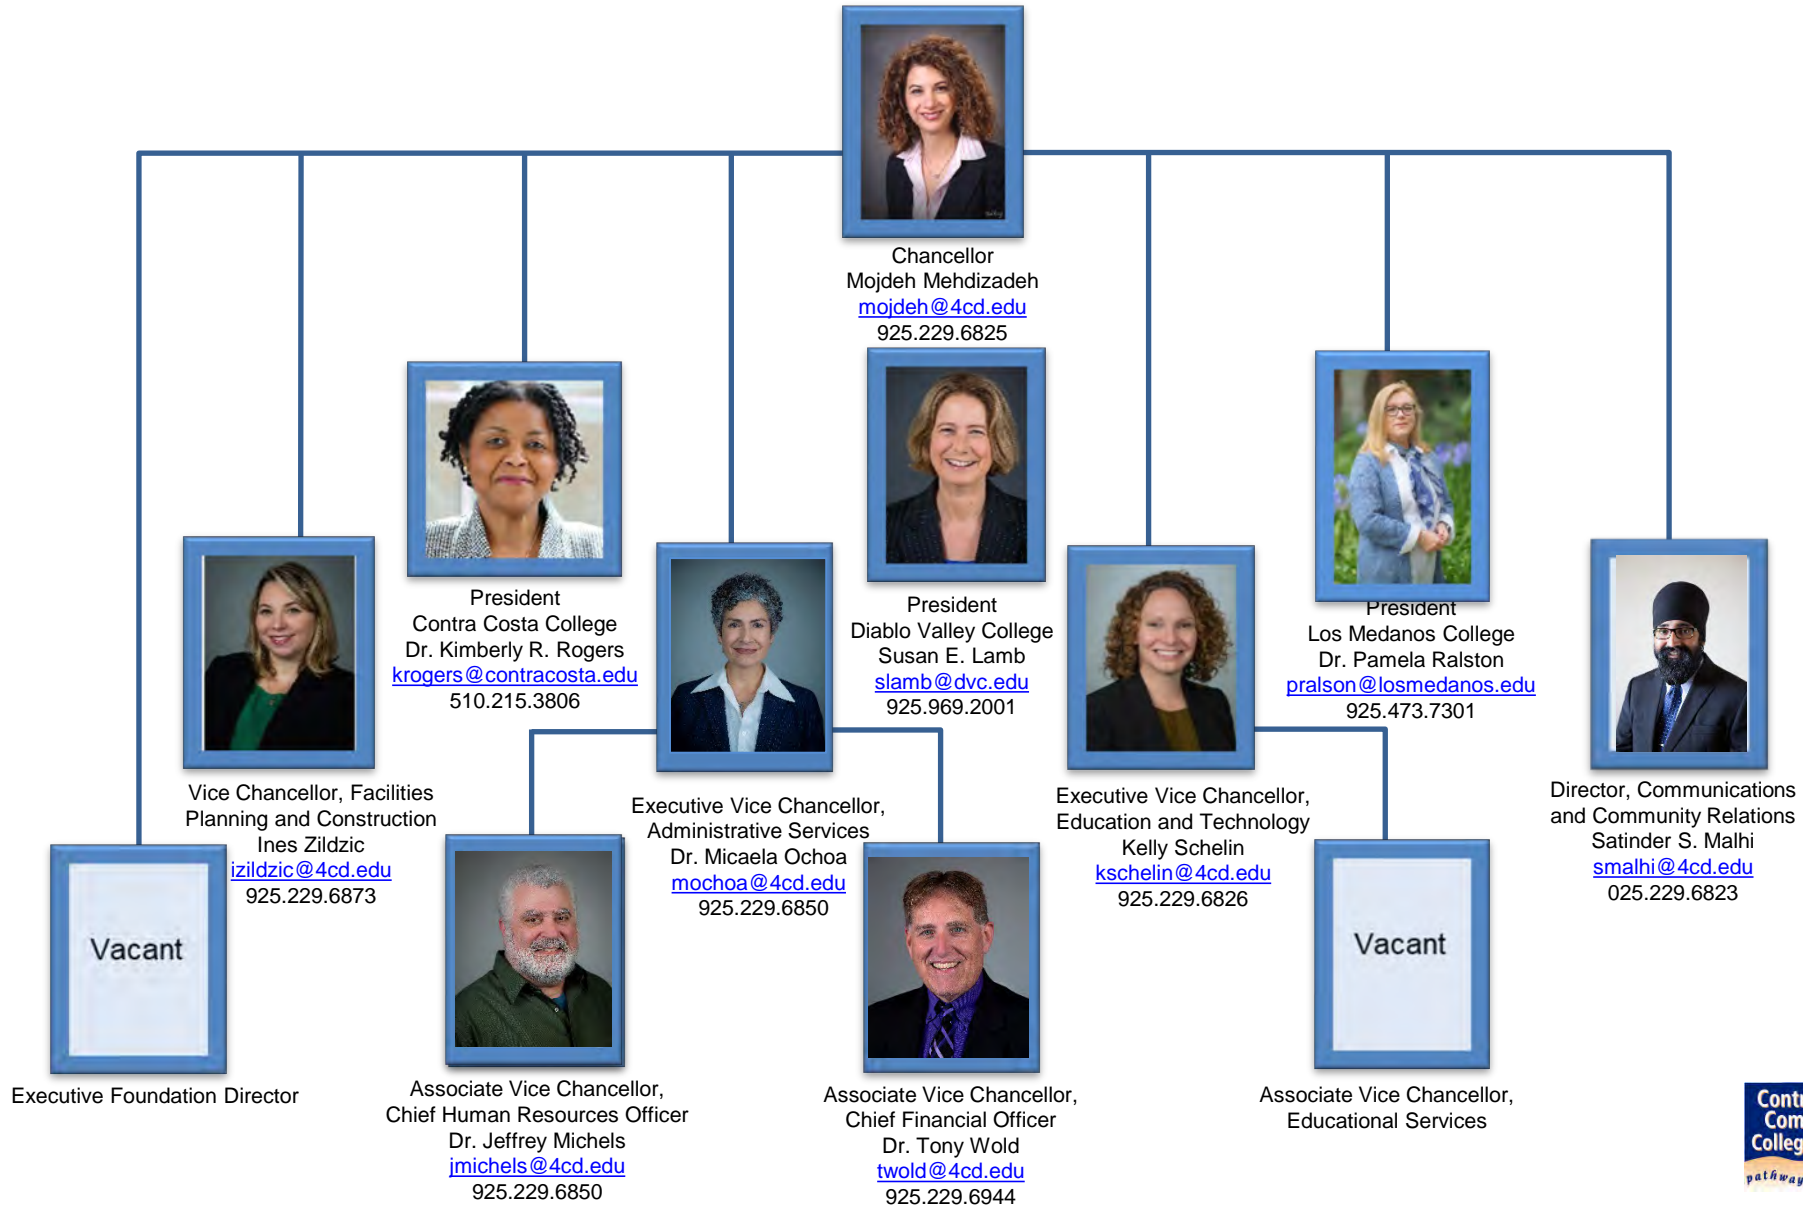 Chancellor
Mojdeh Mehdizadeh
mojdeh@4cd.edu
925.229.6825
President
Contra Costa College
Dr. Kimberly R. Rogers
krogers@contracosta.edu
510.215.3806
President
Diablo Valley College
Susan E. Lamb
slamb@dvc.edu
925.969.2001
President
Los Medanos College
Dr. Pamela Ralston
pralson@losmedanos.edu
925.473.7301
Vice Chancellor, Facilities
Planning and Construction
Ines Zildzic
izildzic@4cd.edu
925.229.6873
Executive Vice Chancellor,
Administrative Services
Dr. Micaela Ochoa
mochoa@4cd.edu
925.229.6850
Executive Vice Chancellor,
Education and Technology
Kelly Schelin
kschelin@4cd.edu
925.229.6826
Director, Communications
and Community Relations
Satinder S. Malhi
smalhi@4cd.edu
025.229.6823
Vacant
Executive Foundation Director
Associate Vice Chancellor,
Chief Human Resources Officer
Dr. Jeffrey Michels
jmichels@4cd.edu
925.229.6850
Associate Vice Chancellor,
Chief Financial Officer
Dr. Tony Wold
twold@4cd.edu
925.229.6944
Vacant
Associate Vice Chancellor,
Educational Services
Contr
Com
Colleg
pathway